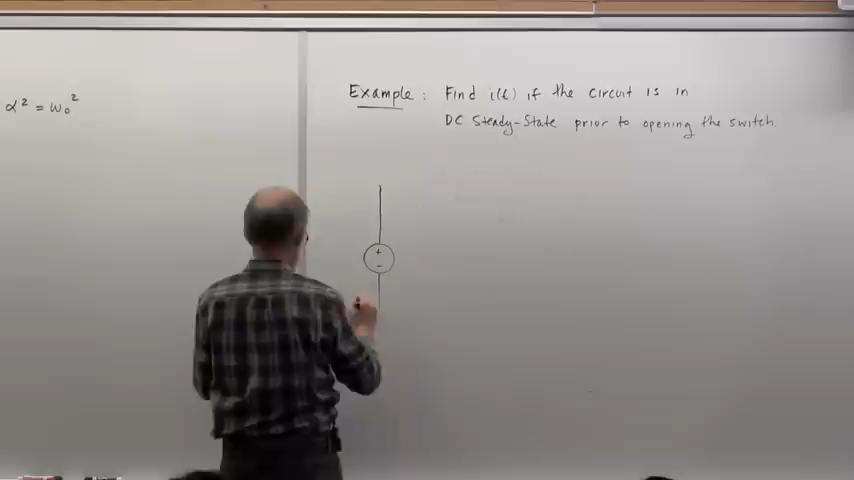 α² = ω₀²
Example : Find i(t) if the circuit is in
DC Steady-State prior to opening the switch.
+
-